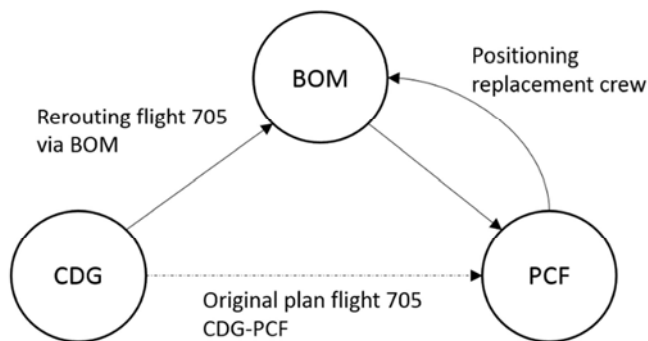 BOM
Positioning
replacement crew
Rerouting flight 705
via BOM
CDG
PCF
Original plan flight 705
CDG-PCF